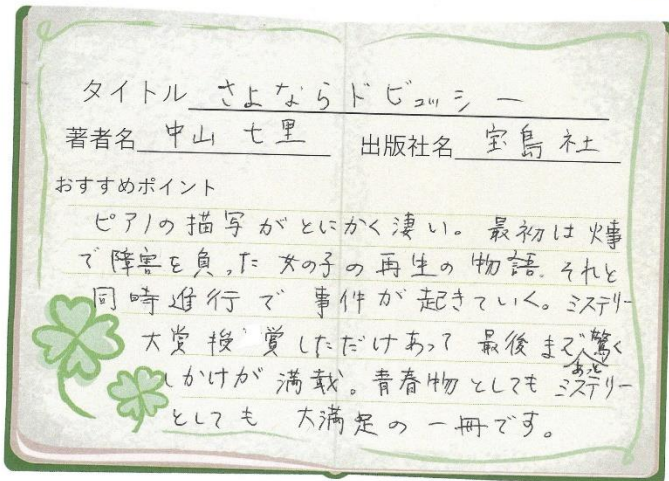 タイトル さよならドビュッシー
著者名 中山七里 出版社名 宝島社
おすすめポイント
ピアノの描写がとにかく凄い。最初は火事
で障害を負った女の子の再生の物語。それと
同時進行で事件が起きていく。ミステリー
大賞 賞しただけあって最後まであっと驚く
しかけが満載。青春物としてもミステリー
としても大満足の一冊です。